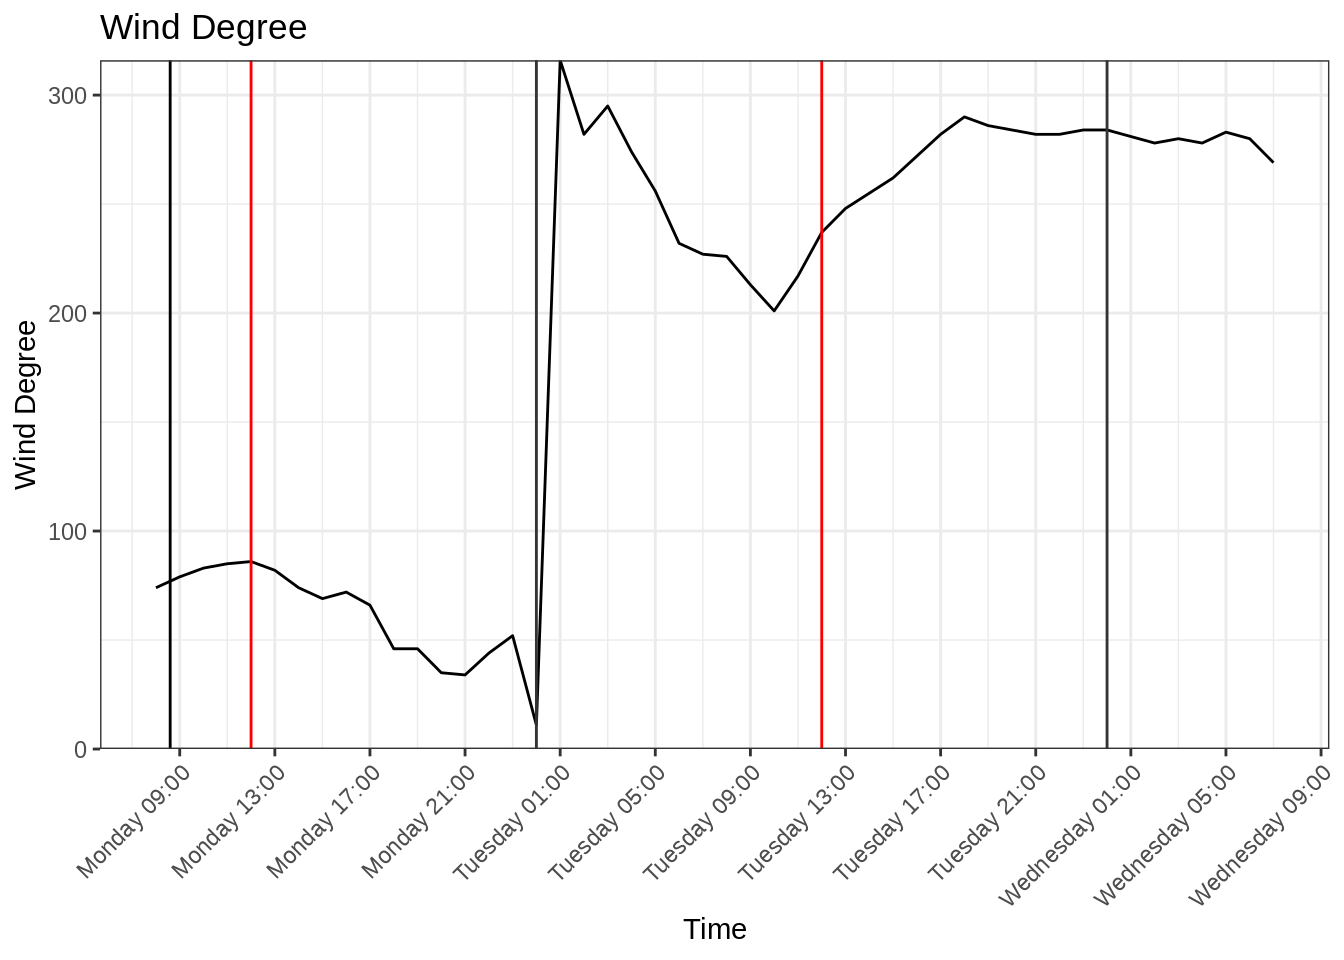 Wind Degree
Wind Degree
300
200
100
0
Monday 09:00
Monday 13:00
Monday 17:00
Monday 21:00
Tuesday 01:00
Tuesday 05:00
Tuesday 09:00
Tuesday 13:00
Tuesday 17:00
Tuesday 21:00
Wednesday 01:00
Wednesday 05:00
Wednesday 09:00
Time